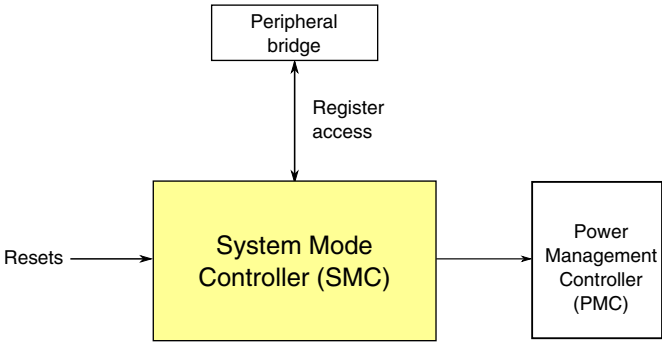 Peripheral
bridge
Register
access
Resets
System Mode
Controller (SMC)
Power
Management
Controller
(PMC)